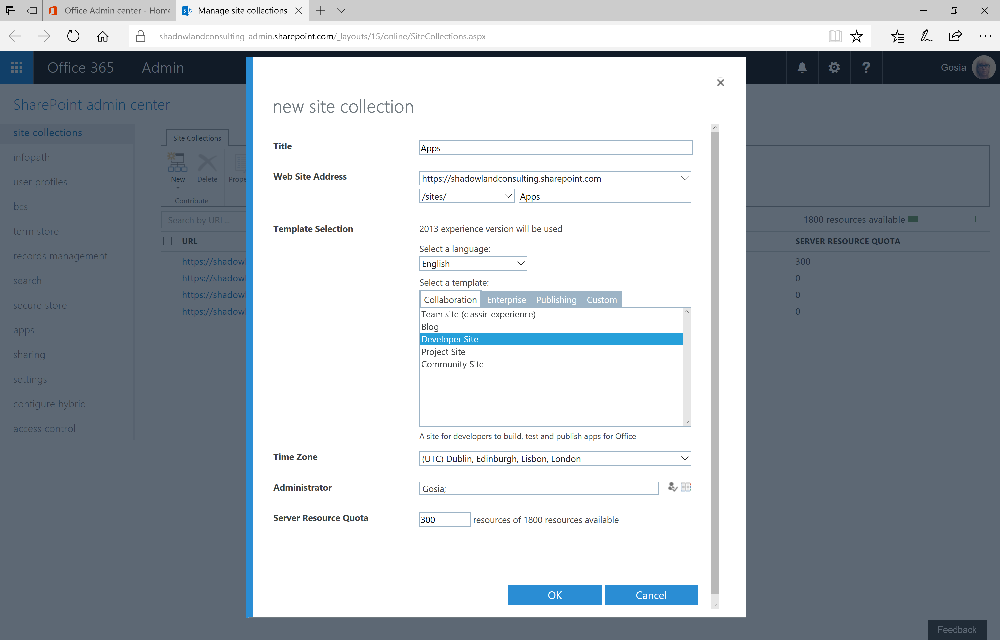 Office Admin center - Home
Manage site collections
shadowlandconsulting-admin.sharepoint.com/_layouts/15/online/SiteCollections.aspx
Office 365
Admin
Gosia
SharePoint admin center
site collections
infopath
user profiles
bcs
term store
records management
search
secure store
apps
sharing
settings
configure hybrid
access control
Site Collections
New
Delete
Prope
Contribute
Search by URL...
1800 resources available
URL
SERVER RESOURCE QUOTA
https://shadowl
300
https://shadowl
0
https://shadowl
0
https://shadowl
0
new site collection
Title
Apps
Web Site Address
https://shadowlandconsulting.sharepoint.com
/sites/
Apps
Template Selection
2013 experience version will be used
Select a language:
English
Select a template:
Collaboration
Enterprise
Publishing
Custom
Team site (classic experience)
Blog
Developer Site
Project Site
Community Site
A site for developers to build, test and publish apps for Office
Time Zone
(UTC) Dublin, Edinburgh, Lisbon, London
Administrator
Gosia;
Server Resource Quota
300 resources of 1800 resources available
OK
Cancel
Feedback